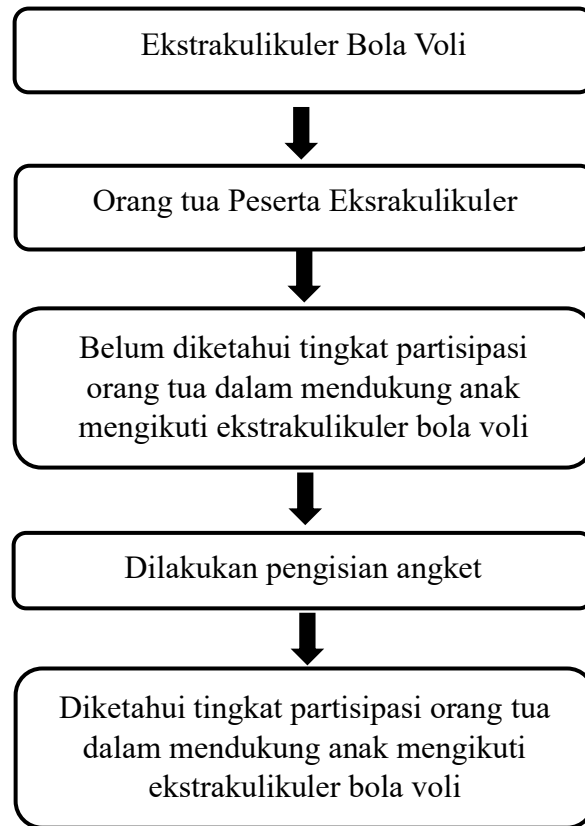 Ekstrakulikuler Bola Voli
Orang tua Peserta Eksrakulikuler
Belum diketahui tingkat partisipasi
orang tua dalam mendukung anak
mengikuti ekstrakulikuler bola voli
Dilakukan pengisian angket
Diketahui tingkat partisipasi orang tua
dalam mendukung anak mengikuti
ekstrakulikuler bola voli